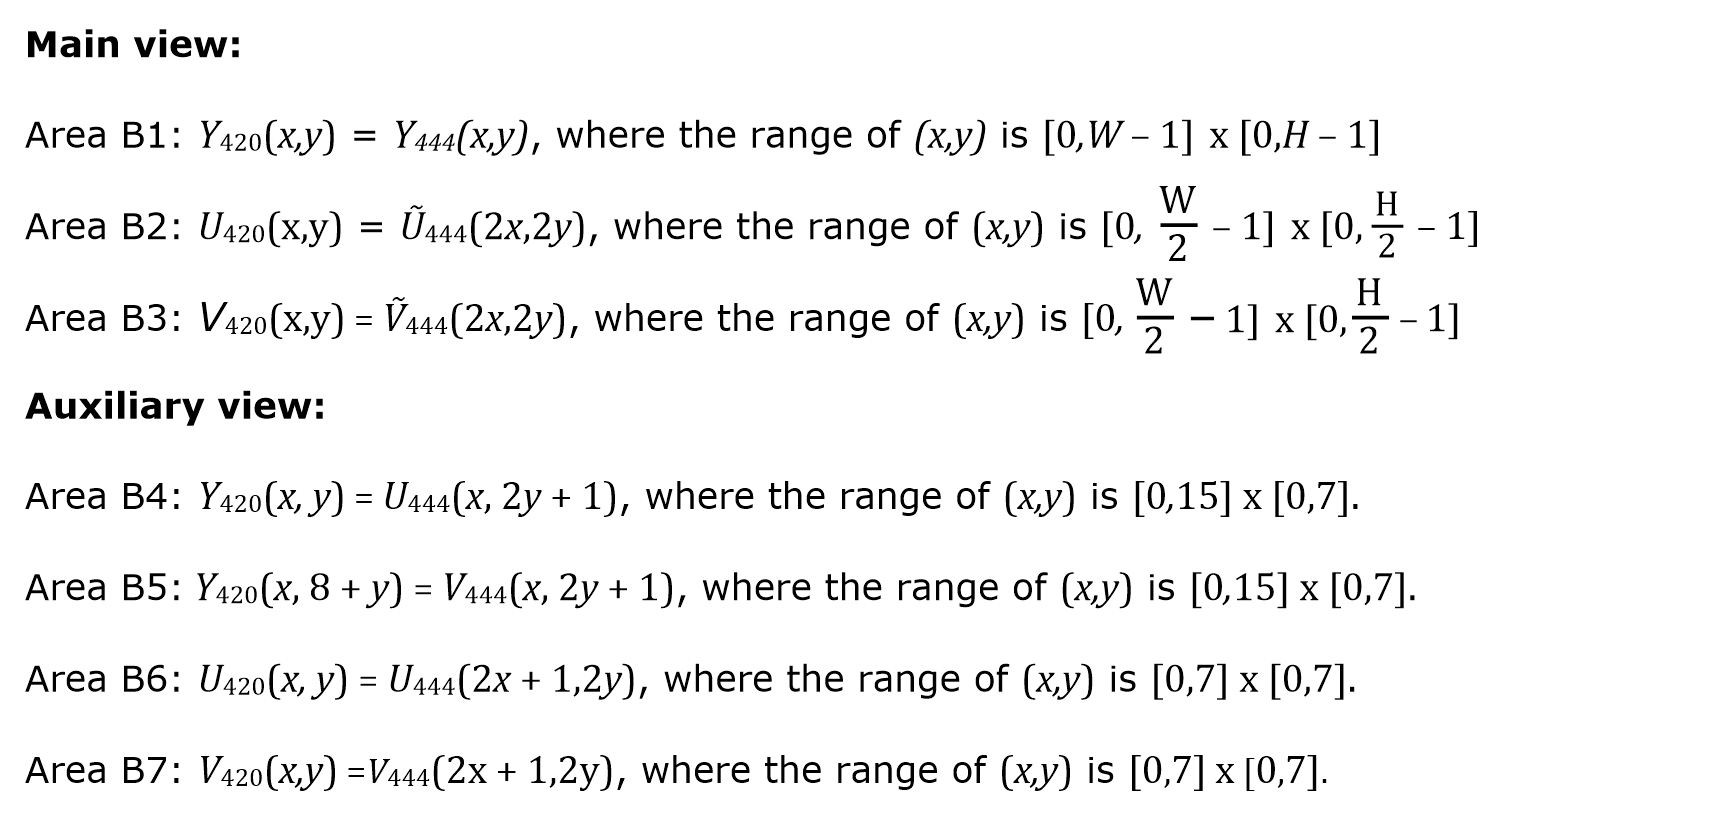 Main view:
Area B1: Y₄₂₀(x,y) = Y₄₄₄(x,y), where the range of (x,y) is [0,W – 1] x [0,H – 1]
Area B2: U₄₂₀(x,y) = Ũ₄₄₄(2x,2y), where the range of (x,y) is [0, W/2 – 1] x [0, H/2 – 1]
Area B3: V₄₂₀(x,y) = Ṽ₄₄₄(2x,2y), where the range of (x,y) is [0, W/2 − 1] x [0, H/2 – 1]
Auxiliary view:
Area B4: Y₄₂₀(x, y) = U₄₄₄(x, 2y + 1), where the range of (x,y) is [0,15] x [0,7].
Area B5: Y₄₂₀(x, 8 + y) = V₄₄₄(x, 2y + 1), where the range of (x,y) is [0,15] x [0,7].
Area B6: U₄₂₀(x, y) = U₄₄₄(2x + 1,2y), where the range of (x,y) is [0,7] x [0,7].
Area B7: V₄₂₀(x,y) =V₄₄₄(2x + 1,2y), where the range of (x,y) is [0,7] x [0,7].